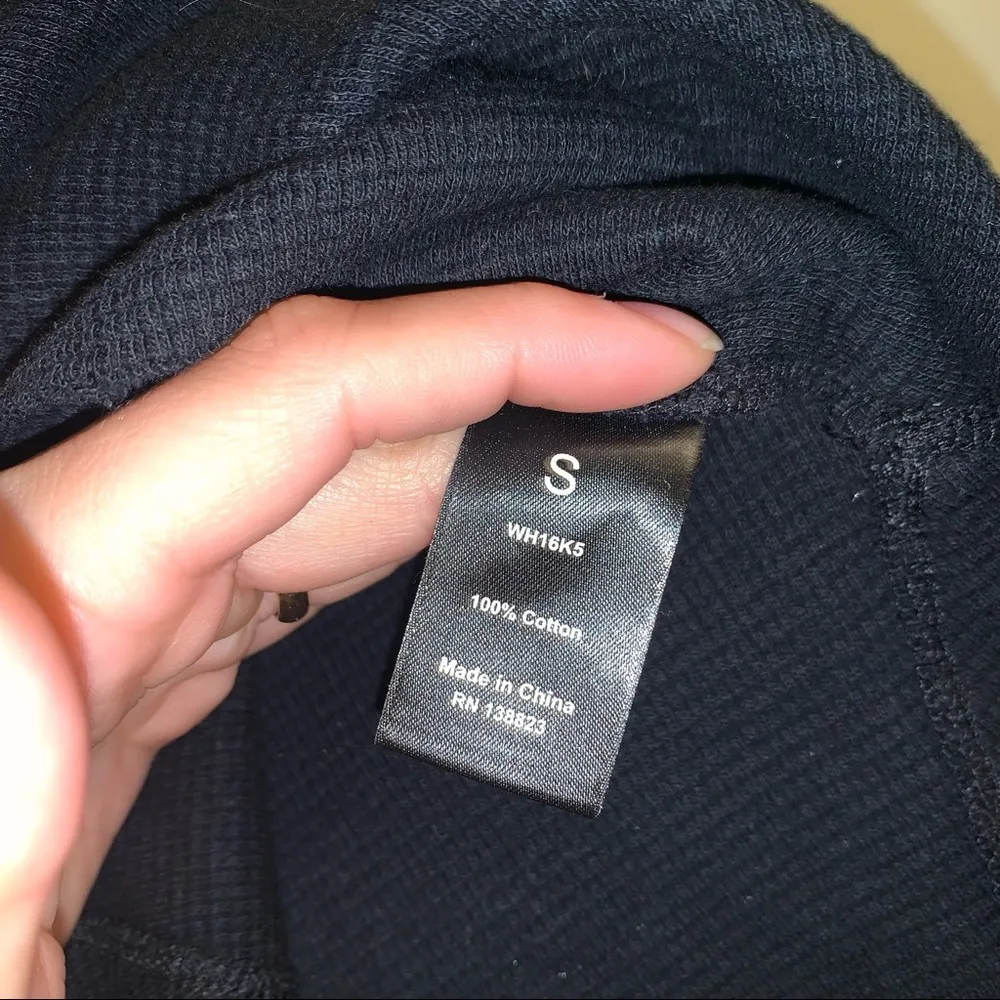 S
WH16K5
100% Cotton
Made in China
RN 138823